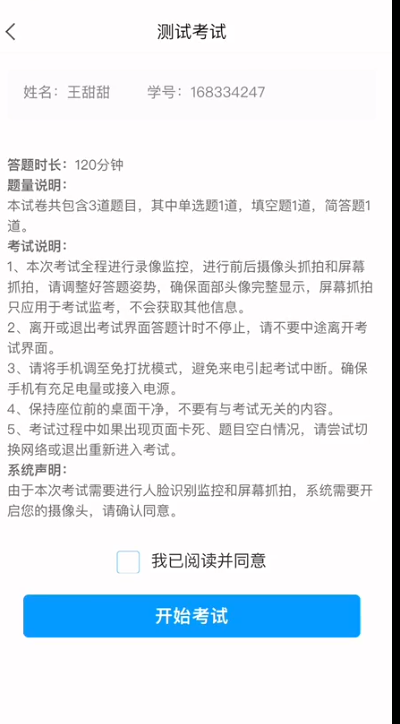 测试考试
姓名：王甜甜 学号：168334247
答题时长：120分钟
题量说明：
本试卷共包含3道题目，其中单选题1道，填空题1道，简答题1
道。
考试说明：
1、本次考试全程进行录像监控，进行前后摄像头抓拍和屏幕
抓拍，请调整好答题姿势，确保面部头像完整显示，屏幕抓拍
只应用于考试监考，不会获取其他信息。
2、离开或退出考试界面答题计时不停止，请不要中途离开考
试界面。
3、请将手机调至免打扰模式，避免来电引起考试中断。确保
手机有充足电量或接入电源。
4、保持座位前的桌面干净，不要有与考试无关的内容。
5、考试过程中如果出现页面卡死、题目空白情况，请尝试切
换网络或退出重新进入考试。
系统声明：
由于本次考试需要进行人脸识别监控和屏幕抓拍，系统需要开
启您的摄像头，请确认同意。
我已阅读并同意
开始考试